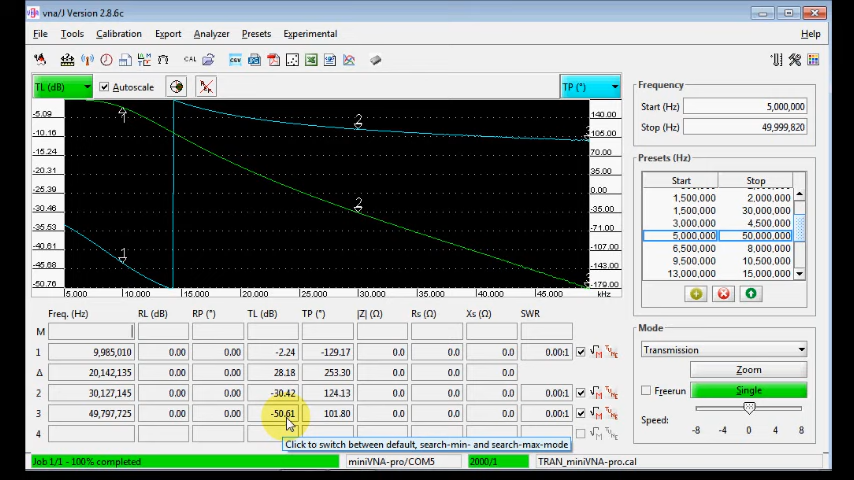 vna/J Version 2.8.6c
File Tools Calibration Export Analyzer Presets Experimental Help
CAL CSV
TL (dB) Autoscale TP (°)
-5.09 140.00
-10.16 105.00
-15.24 70.00
-20.31 35.00
-25.39 0.00
-30.46 -35.00
-35.53 -71.00
-40.61 -107.00
-45.68 -143.00
-50.76 -179.00
1 2 2 1
5.000 10.000 15.000 20.000 25.000 30.000 35.000 40.000 45.000 kHz
Freq. (Hz) RL (dB) RP (°) TL (dB) TP (°) |Z| (Ω) Rs (Ω) Xs (Ω) SWR
M
1 9,985,010 0.00 0.00 -2.24 -129.17 0.0 0.0 0.0 0.00:1
Δ 20,142,135 0.00 0.00 28.18 253.30 0.0 0.0 0.0 0.00
2 30,127,145 0.00 0.00 -30.42 124.13 0.0 0.0 0.0 0.00:1
3 49,797,725 0.00 0.00 -50.61 101.80 0.0 0.0 0.0 0.00:1
4
Click to switch between default, search-min- and search-max-mode
Job 1/1 - 100% completed miniVNA-pro/COM5 2000/1 TRAN_miniVNA-pro.cal
Frequency
Start (Hz) 5,000,000
Stop (Hz) 49,999,820
Presets (Hz)
Start Stop
1,500,000 2,000,000
1,500,000 30,000,000
3,000,000 4,500,000
5,000,000 50,000,000
6,500,000 8,000,000
9,500,000 10,500,000
13,000,000 15,000,000
Mode
Transmission
Zoom
Freerun Single
Speed:
-8 -4 0 4 8